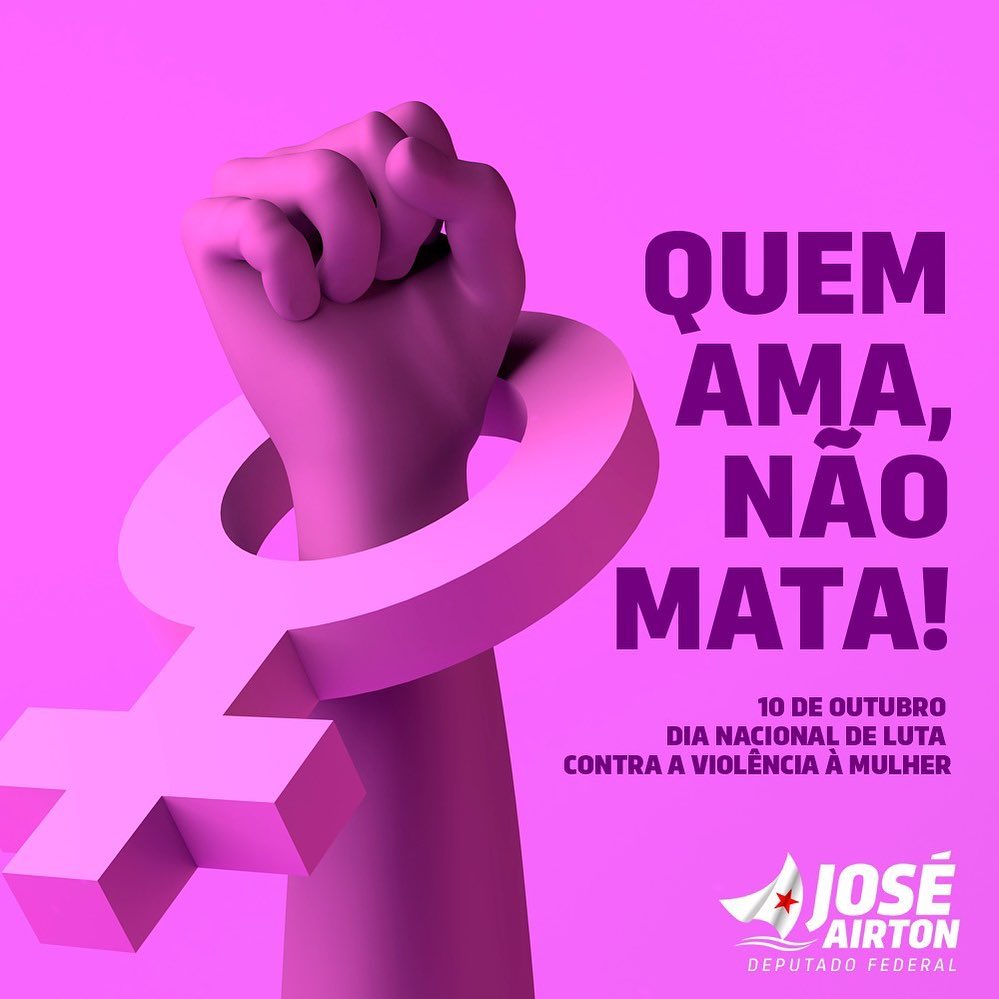 QUEM
AMA,
NÃO
MATA!
10 DE OUTUBRO
DIA NACIONAL DE LUTA
CONTRA A VIOLÊNCIA À MULHER
JOSÉ
AIRTON
DEPUTADO FEDERAL